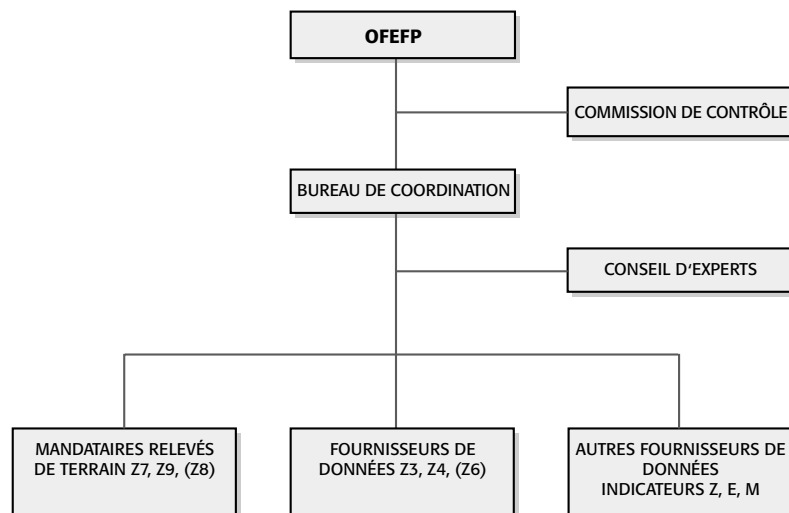 OFEFP
COMMISSION DE CONTRÔLE
BUREAU DE COORDINATION
CONSEIL D‘EXPERTS
MANDATAIRES RELEVÉS
DE TERRAIN Z7, Z9, (Z8)
FOURNISSEURS DE
DONNÉES Z3, Z4, (Z6)
AUTRES FOURNISSEURS DE
DONNÉES
INDICATEURS Z, E, M